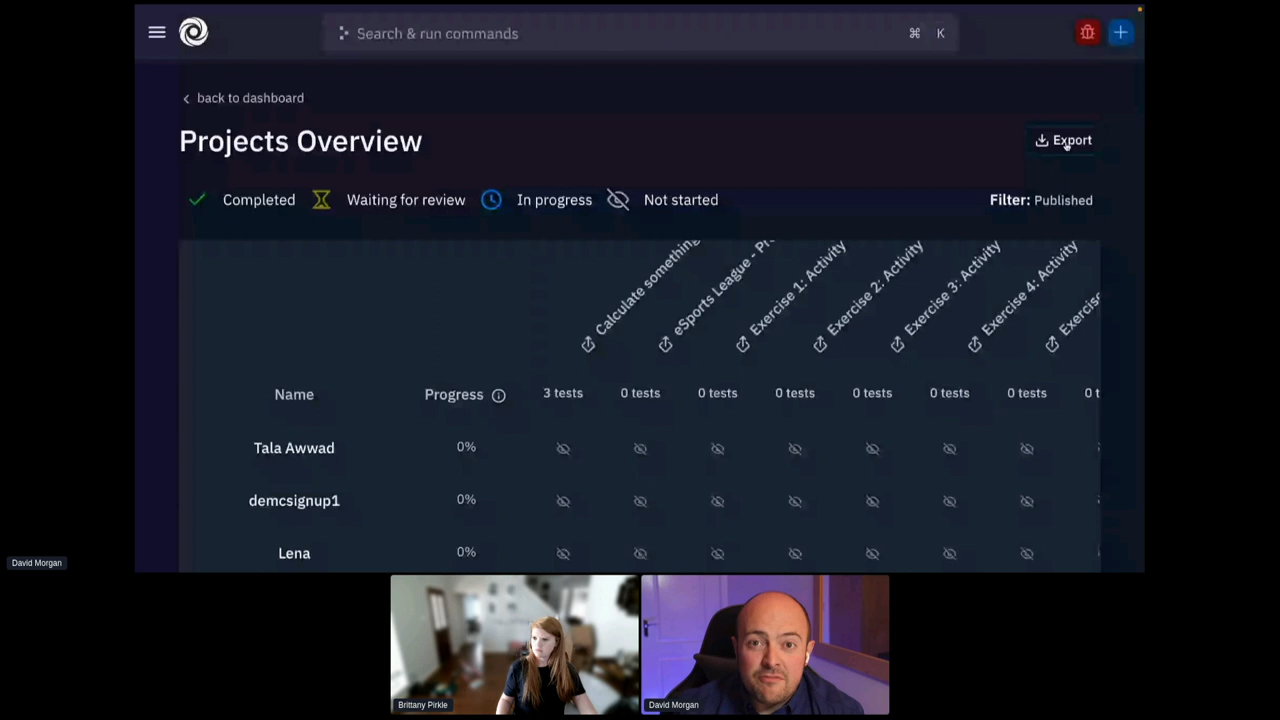 Search & run commands ⌘ K
back to dashboard
Projects Overview
Export
Completed Waiting for review In progress Not started
Filter: Published
Calculate something
eSports League -
Exercise 1: Activity
Exercise 2: Activity
Exercise 3: Activity
Exercise 4: Activity
Name Progress 3 tests 0 tests 0 tests 0 tests 0 tests 0 tests 0 tests
Tala Awwad 0%
demcsignup1 0%
Lena 0%
David Morgan
Brittany Pirkle
David Morgan